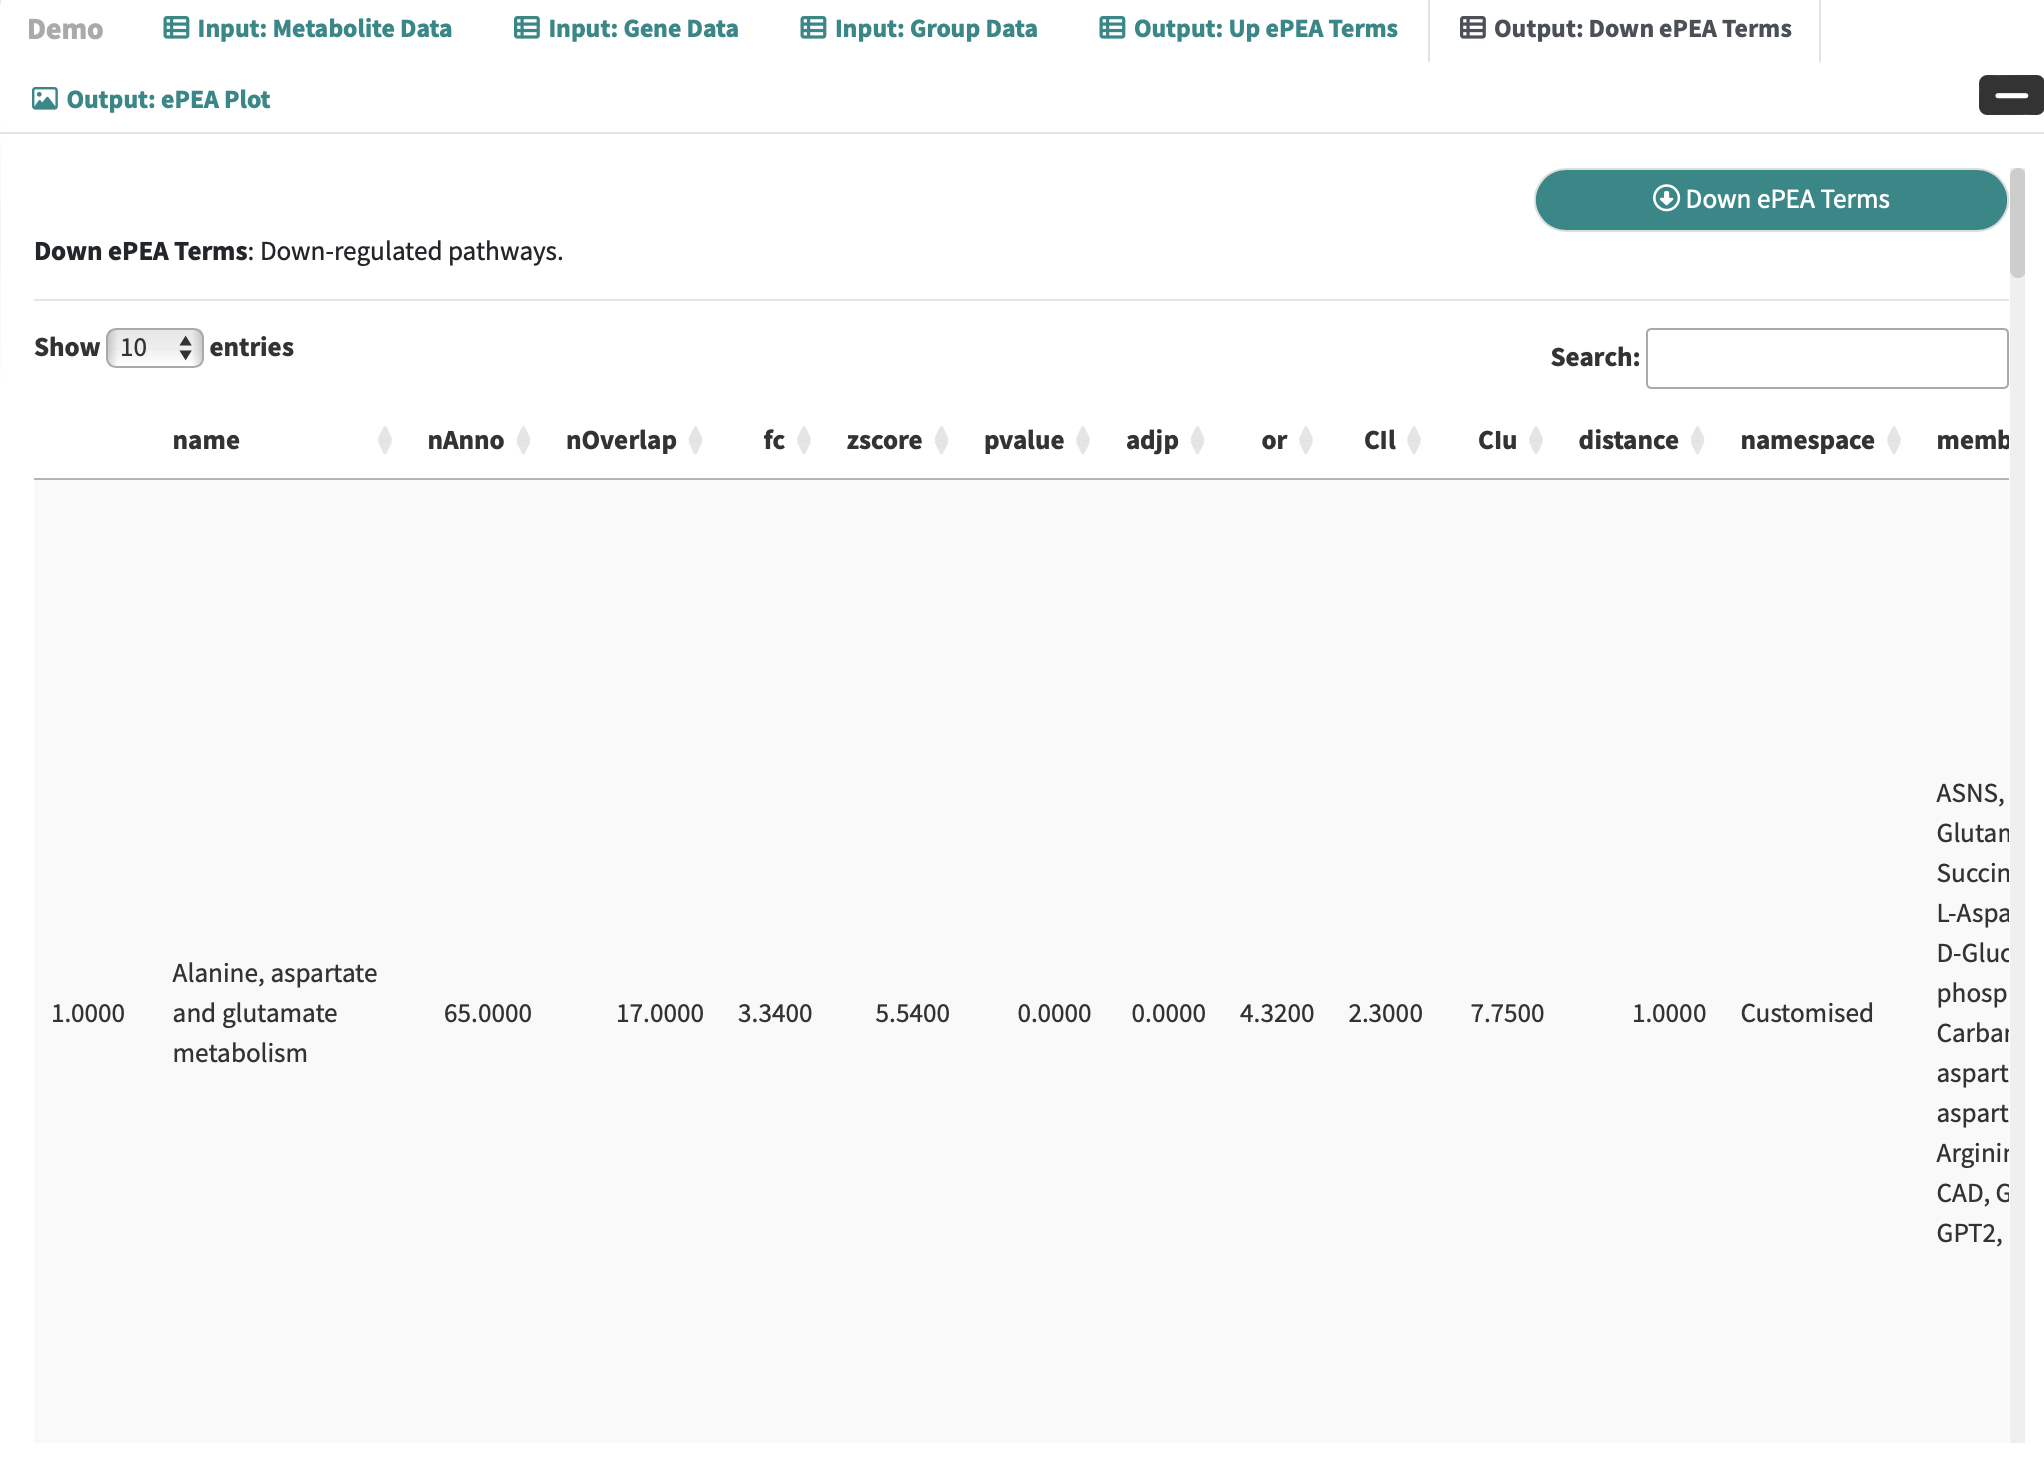 Demo Input: Metabolite Data Input: Gene Data Input: Group Data Output: Up ePEA Terms Output: Down ePEA Terms
Output: ePEA Plot
Down ePEA Terms
Down ePEA Terms: Down-regulated pathways.
Show 10 entries
Search:
name nAnno nOverlap fc zscore pvalue adjp or CIl CIu distance namespace memb
1.0000 Alanine, aspartate and glutamate metabolism 65.0000 17.0000 3.3400 5.5400 0.0000 0.0000 4.3200 2.3000 7.7500 1.0000 Customised
ASNS,
Glutan
Succin
L-Aspa
D-Gluc
phosp
Carbar
aspart
aspart
Arginir
CAD, G
GPT2,